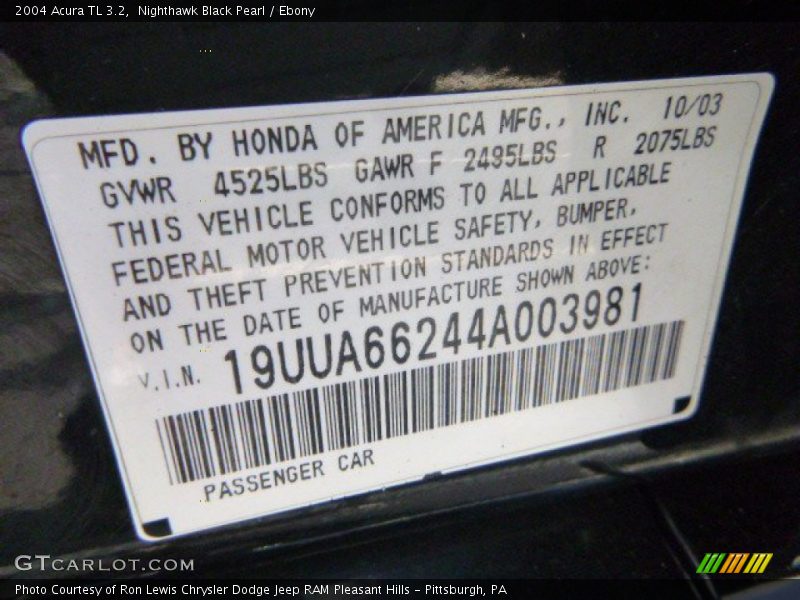 2004 Acura TL 3.2,  Nighthawk Black Pearl / Ebony
MFD. BY HONDA OF AMERICA MFG., INC. 10/03
GVWR 4525LBS GAWR F 2495LBS R 2075LBS
THIS VEHICLE CONFORMS TO ALL APPLICABLE
FEDERAL MOTOR VEHICLE SAFETY, BUMPER,
AND THEFT PREVENTION STANDARDS IN EFFECT
ON THE DATE OF MANUFACTURE SHOWN ABOVE:
V.I.N. 19UUA66244A003981
PASSENGER CAR
GTCARLOT.COM
Photo Courtesy of Ron Lewis Chrysler Dodge Jeep RAM Pleasant Hills - Pittsburgh, PA